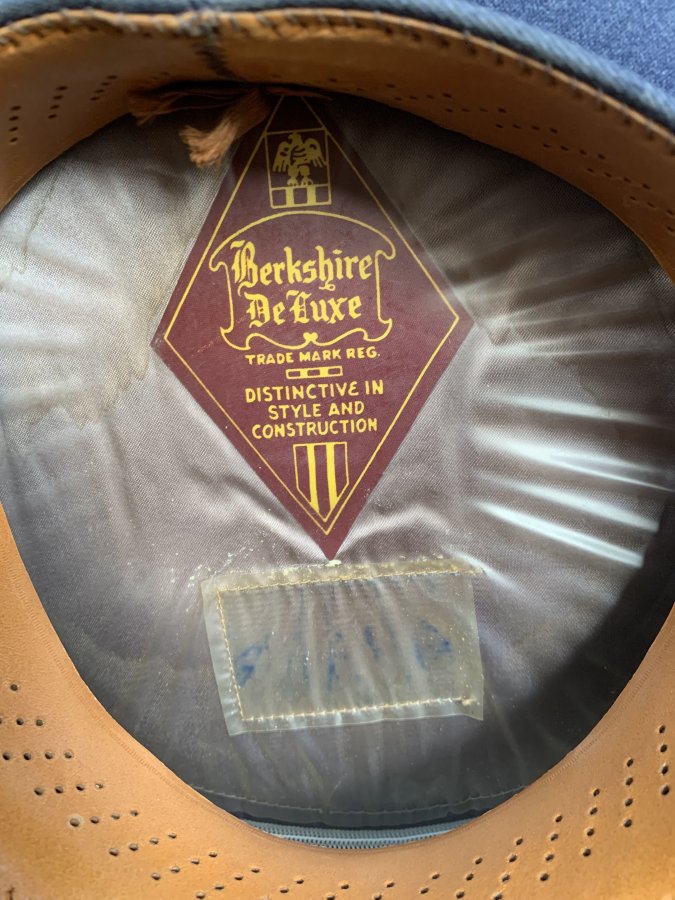 Berkshire
De Luxe
TRADE MARK REG.
DISTINCTIVE IN
STYLE AND
CONSTRUCTION